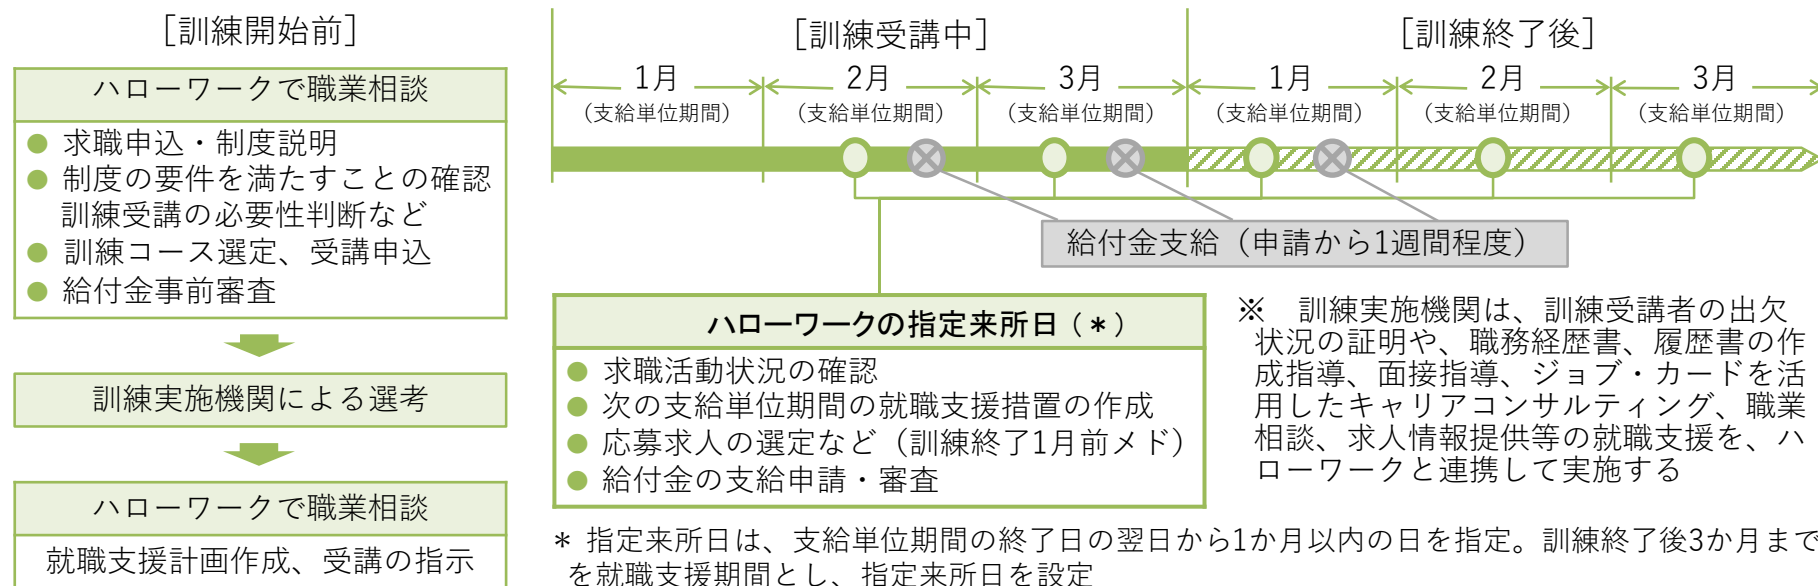 [訓練開始前]
ハローワークで職業相談
● 求職申込・制度説明
● 制度の要件を満たすことの確認
訓練受講の必要性判断など
● 訓練コース選定、受講申込
● 給付金事前審査
訓練実施機関による選考
ハローワークで職業相談
就職支援計画作成、受講の指示
[訓練受講中]
[訓練終了後]
1月 2月 3月 1月 2月 3月
(支給単位期間) (支給単位期間) (支給単位期間) (支給単位期間) (支給単位期間) (支給単位期間)
給付金支給(申請から1週間程度)
ハローワークの指定来所日(*)
● 求職活動状況の確認
● 次の支給単位期間の就職支援措置の作成
● 応募求人の選定など(訓練終了1月前メド)
● 給付金の支給申請・審査
※ 訓練実施機関は、訓練受講者の出欠
状況の証明や、職務経歴書、履歴書の作
成指導、面接指導、ジョブ・カードを活
用したキャリアコンサルティング、職業
相談、求人情報提供等の就職支援を、ハ
ローワークと連携して実施する
* 指定来所日は、支給単位期間の終了日の翌日から1か月以内の日を指定。訓練終了後3か月まで
を就職支援期間とし、指定来所日を設定